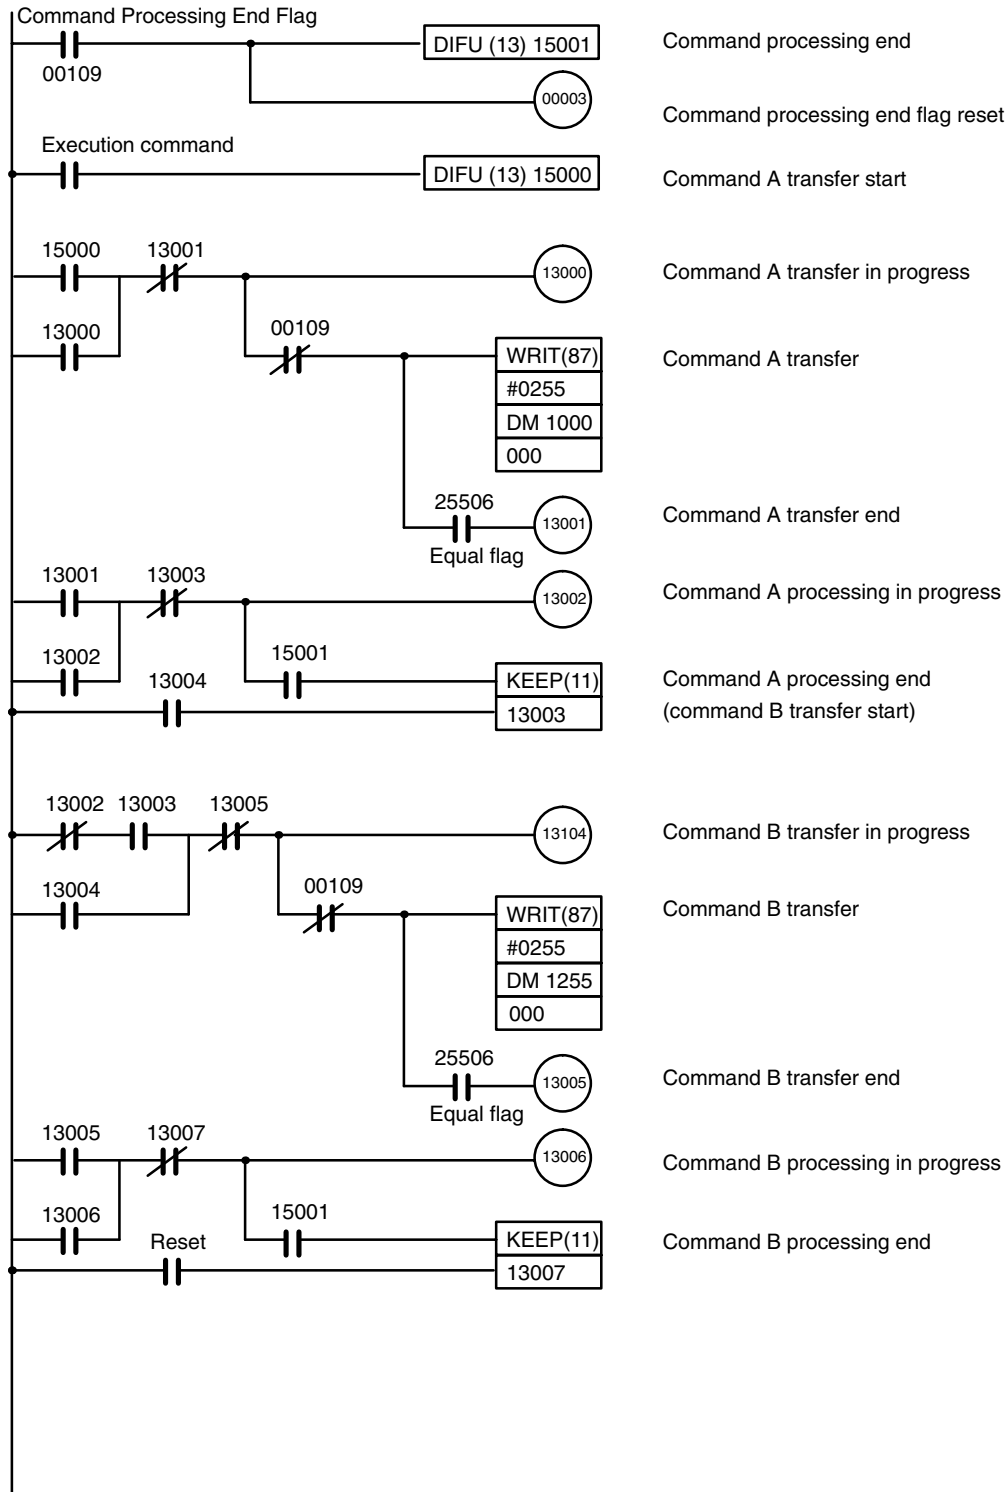 Command Processing End Flag
00109
DIFU (13) 15001
Command processing end
00003
Command processing end flag reset
Execution command
DIFU (13) 15000
Command A transfer start
15000
13001
13000
Command A transfer in progress
13000
00109
WRIT(87)
#0255
DM 1000
000
Command A transfer
25506
Equal flag
13001
Command A transfer end
13001
13003
13002
Command A processing in progress
13002
13004
15001
KEEP(11)
13003
Command A processing end
(command B transfer start)
13002
13003
13005
13104
Command B transfer in progress
13004
00109
WRIT(87)
#0255
DM 1255
000
Command B transfer
25506
Equal flag
13005
Command B transfer end
13005
13007
13006
Command B processing in progress
13006
Reset
15001
KEEP(11)
13007
Command B processing end